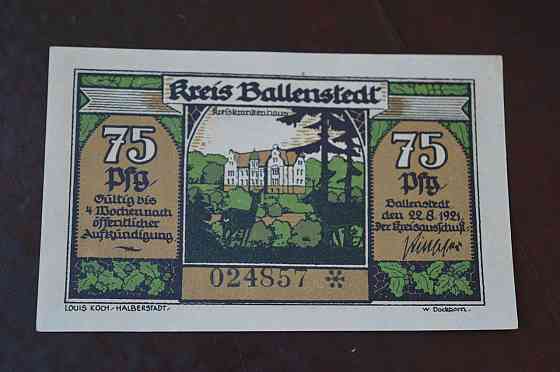 Kreis Ballenstedt
Kreiskrankenhaus
75
Pfg
Gültig bis
4 Wochen nach
öffentlicher
Aufkündigung
75
Pfg
Ballenstedt
den 22.8.1921
Der Kreisausschuß.
024857 *
LOUIS KOCH - HALBERSTADT -